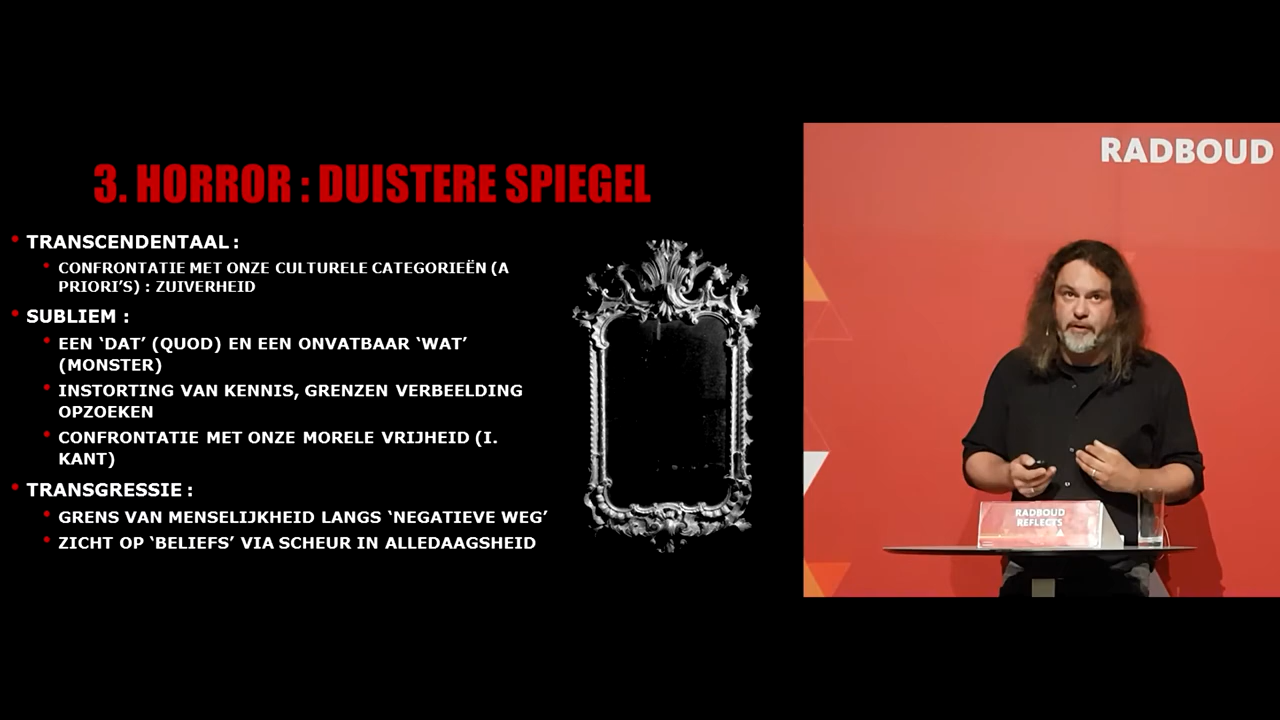 3. HORROR : DUISTERE SPIEGEL
• TRANSCENDENTAAL :
• CONFRONTATIE MET ONZE CULTURELE CATEGORIEËN (A
PRIORI’S) : ZUIVERHEID
• SUBLIEM :
• EEN ‘DAT’ (QUOD) EN EEN ONVATBAAR ‘WAT’
(MONSTER)
• INSTORTING VAN KENNIS, GRENZEN VERBEELDING
OPZOEKEN
• CONFRONTATIE MET ONZE MORELE VRIJHEID (I.
KANT)
• TRANSGRESSIE :
• GRENS VAN MENSELIJKHEID LANGS ‘NEGATIEVE WEG’
• ZICHT OP ‘BELIEFS’ VIA SCHEUR IN ALLEDAAGSHEID
RADBOUD
RADBOUD
REFLECTS